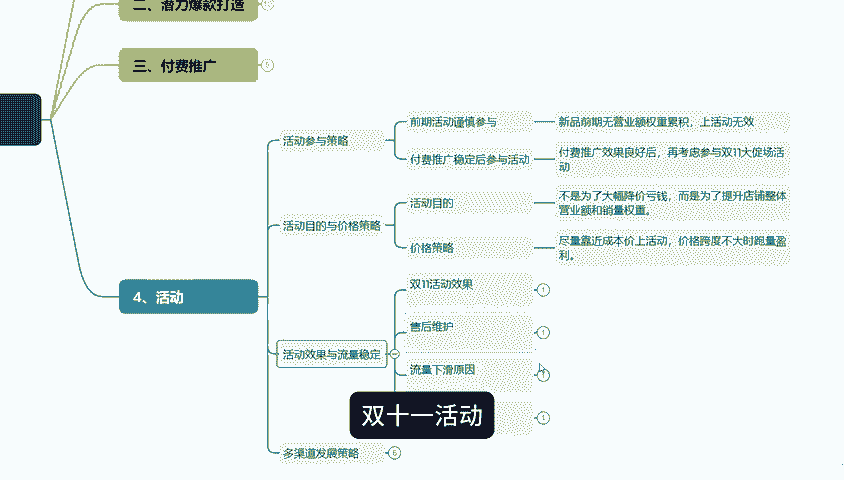 二、潜力爆款打造
三、付费推广
5
4、活动
活动参与策略
前期活动谨慎参与
新品前期无营业额权重累积，上活动无效
付费推广稳定后参与活动
付费推广效果良好后，再考虑参与双11大促场活
动
活动目的与价格策略
活动目的
不是为了大幅降价亏钱，而是为了提升店铺整体
营业额和销量权重。
价格策略
尽量靠近成本价上活动，价格跨度不大时跑量盈
利。
活动效果与流量稳定
双11活动效果
1
售后维护
1
流量下滑原因
1
1
多渠道发展策略
6
双十一活动